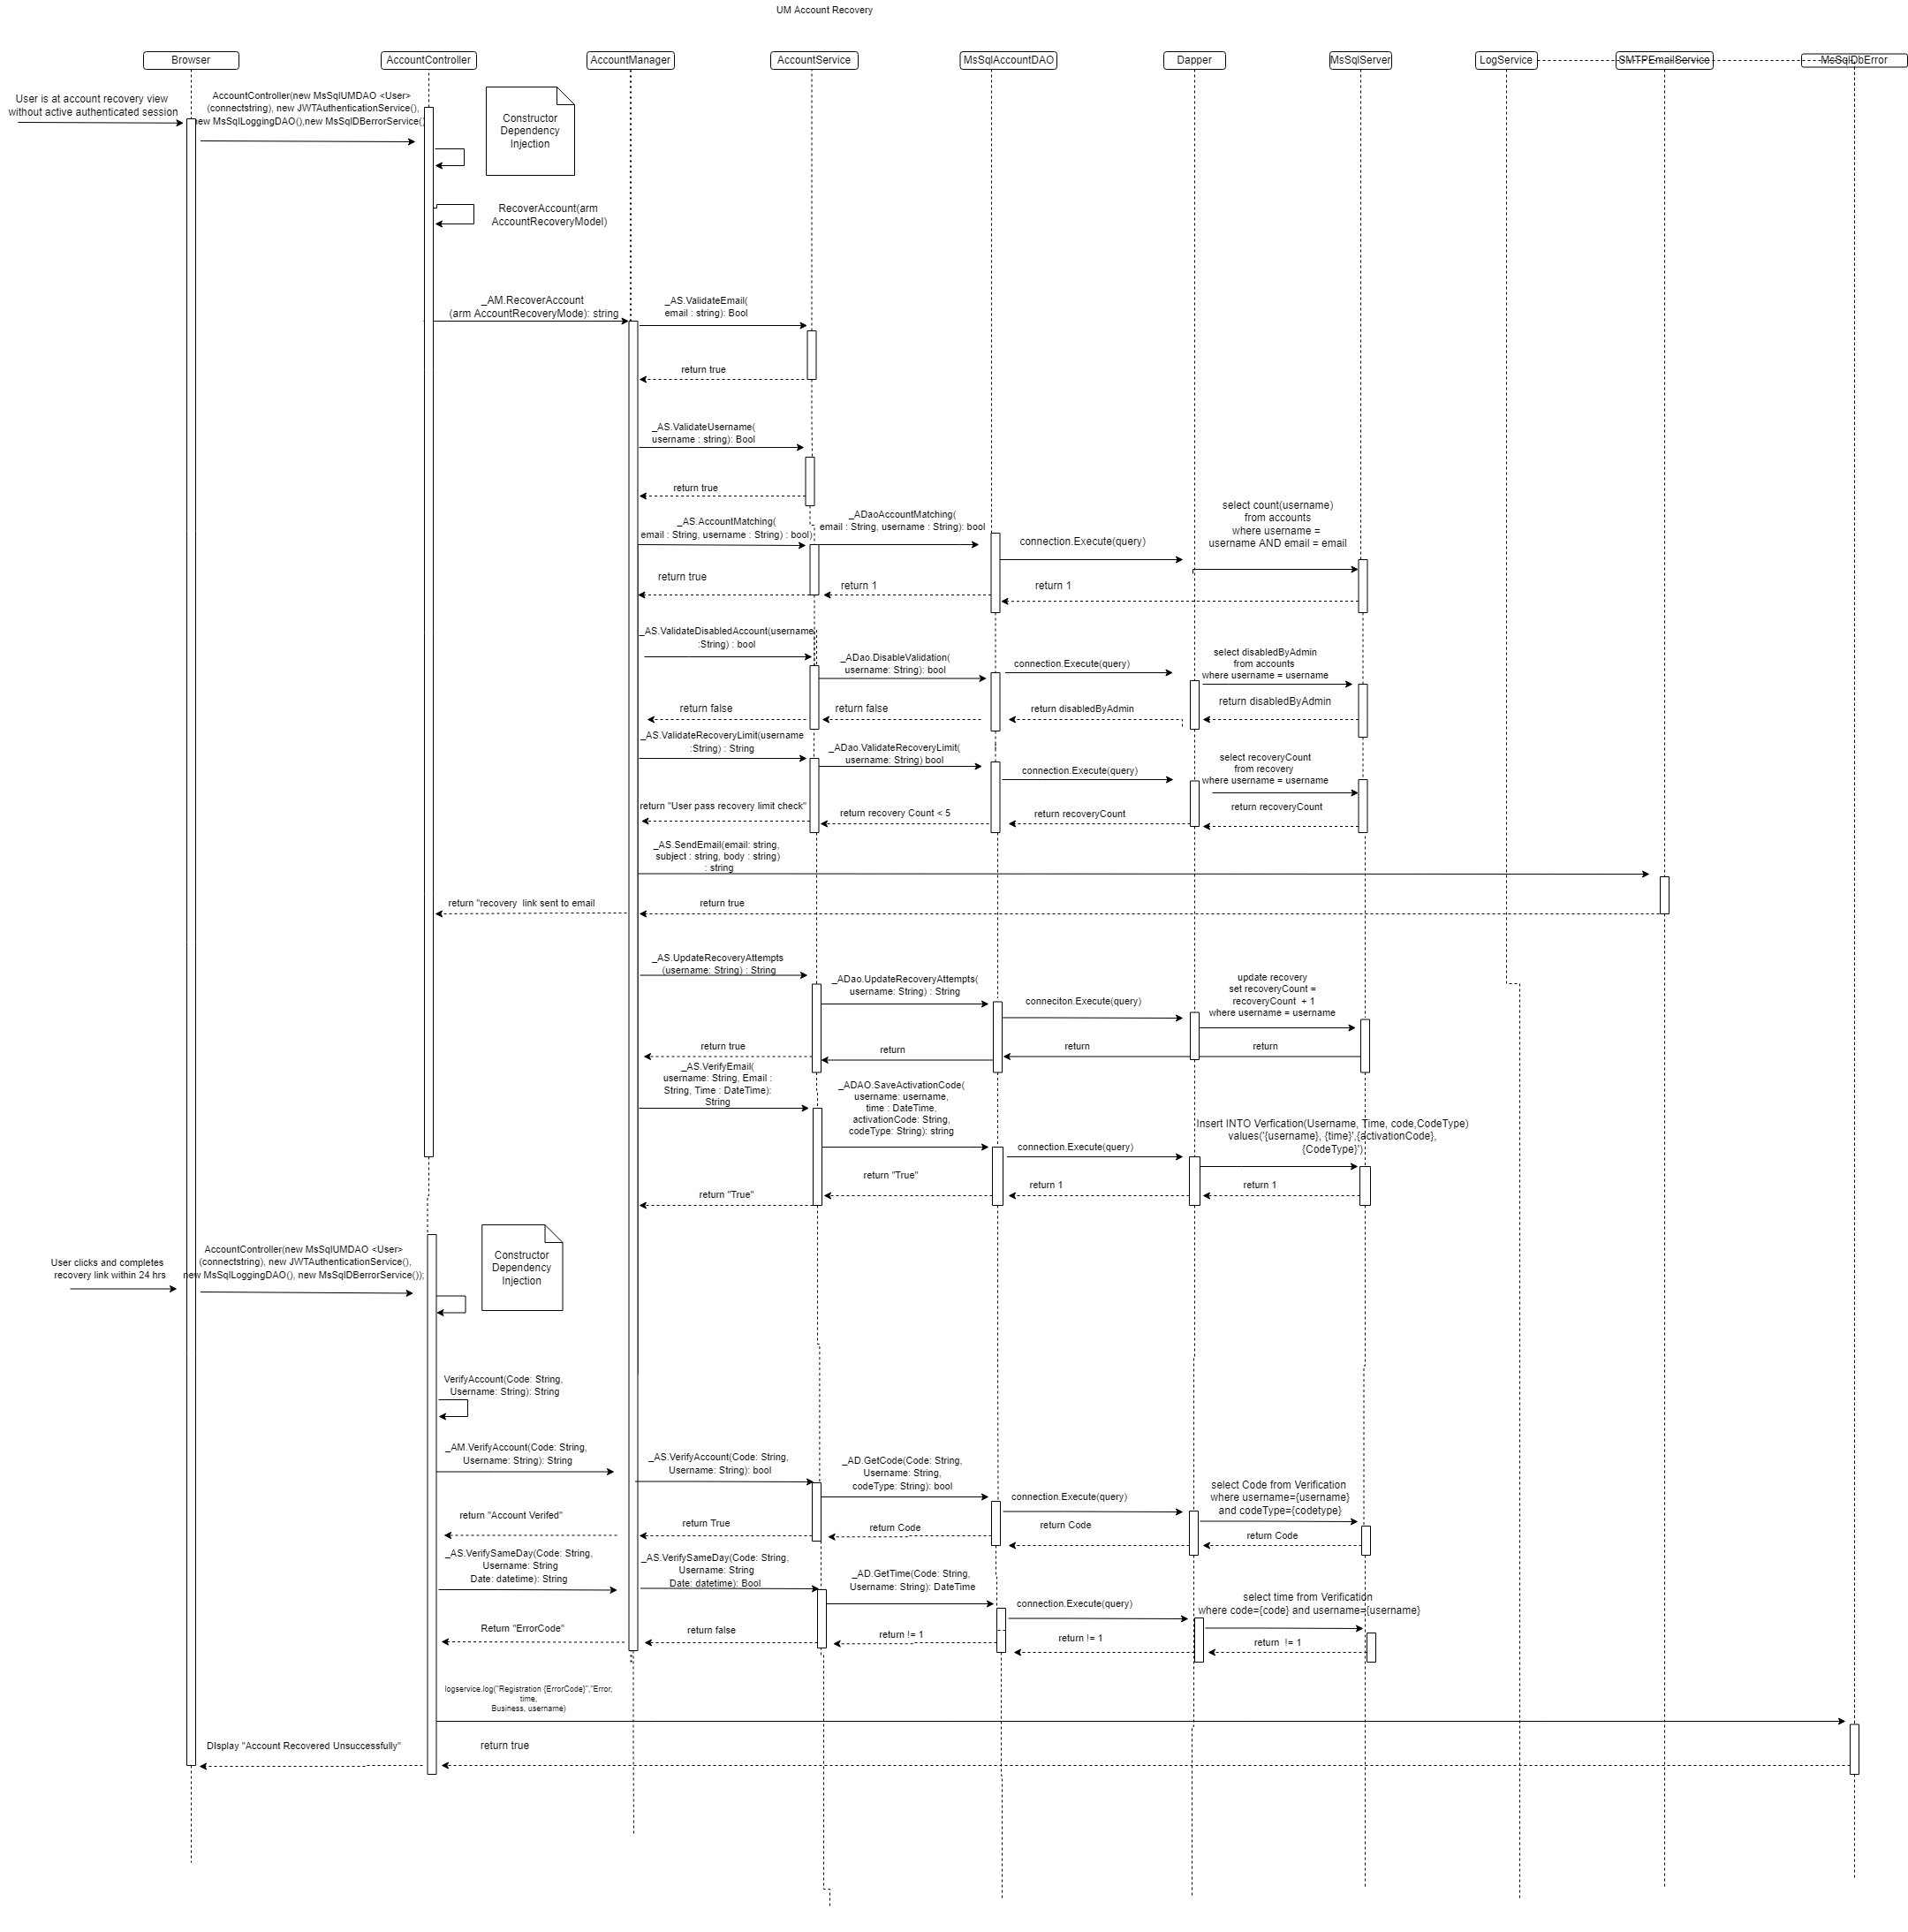 UM Account Recovery
Browser
AccountController
AccountManager
AccountService
MsSqlAccountDAO
Dapper
MsSqlServer
LogService
SMTPEmailService
MsSqlDbError
User is at account recovery view
without active authenticated session
AccountController(new MsSqlUMDAO <User>
(connectstring), new JWTAuthenticationService(),
new MsSqlLoggingDAO(),new MsSqlDBerrorService()
Constructor
Dependency
Injection
RecoverAccount(arm
AccountRecoveryModel)
_AM.RecoverAccount
(arm AccountRecoveryMode): string
_AS.ValidateEmail(
email : string): Bool
return true
_AS.ValidateUsername(
username : string): Bool
return true
_AS.AccountMatching(
email : String, username : String) : bool)
_ADaoAccountMatching(
email : String, username : String): bool
connection.Execute(query)
select count(username)
from accounts
where username =
username AND email = email
return true
return 1
return 1
_AS.ValidateDisabledAccount(username
:String) : bool
_ADao.DisableValidation(
username: String): bool
connection.Execute(query)
select disabledByAdmin
from accounts
where username = username
return false
return false
return disabledByAdmin
return disabledByAdmin
_AS.ValidateRecoveryLimit(username
:String) : String
_ADao.ValidateRecoveryLimit(
username: String) bool
connection.Execute(query)
select recoveryCount
from recovery
where username = username
return "User pass recovery limit check"
return recovery Count < 5
return recoveryCount
return recoveryCount
_AS.SendEmail(email: string,
subject : string, body : string)
: string
return "recovery  link sent to email
return true
_AS.UpdateRecoveryAttempts
(username: String) : String
_ADao.UpdateRecoveryAttempts(
username: String) : String
conneciton.Execute(query)
update recovery
set recoveryCount =
recoveryCount  + 1
where username = username
return true
return
return
return
_AS.VerifyEmail(
username: String, Email :
String, Time : DateTime):
String
_ADAO.SaveActivationCode(
username: username,
time : DateTime,
activationCode: String,
codeType: String): string
connection.Execute(query)
Insert INTO Verfication(Username, Time, code,CodeType)
values('{username}, {time}',{activationCode},
{CodeType}')
return "True"
return "True"
return 1
return 1
User clicks and completes
recovery link within 24 hrs
AccountController(new MsSqlUMDAO <User>
(connectstring), new JWTAuthenticationService(),
new MsSqlLoggingDAO(), new MsSqlDBerrorService());
Constructor
Dependency
Injection
VerifyAccount(Code: String,
Username: String): String
_AM.VerifyAccount(Code: String,
Username: String): String
_AS.VerifyAccount(Code: String,
Username: String): bool
_AD.GetCode(Code: String,
Username: String,
codeType: String): bool
connection.Execute(query)
select Code from Verification
where username={username}
and codeType={codetype}
return "Account Verifed"
return True
return Code
return Code
return Code
_AS.VerifySameDay(Code: String,
Username: String
Date: datetime): String
_AS.VerifySameDay(Code: String,
Username: String
Date: datetime): Bool
_AD.GetTime(Code: String,
Username: String): DateTime
connection.Execute(query)
select time from Verification
where code={code} and username={username}
Return "ErrorCode"
return false
return != 1
return != 1
return  != 1
logservice.log("Registration {ErrorCode}","Error,
time,
Business, username)
DIsplay "Account Recovered Unsuccessfully"
return true